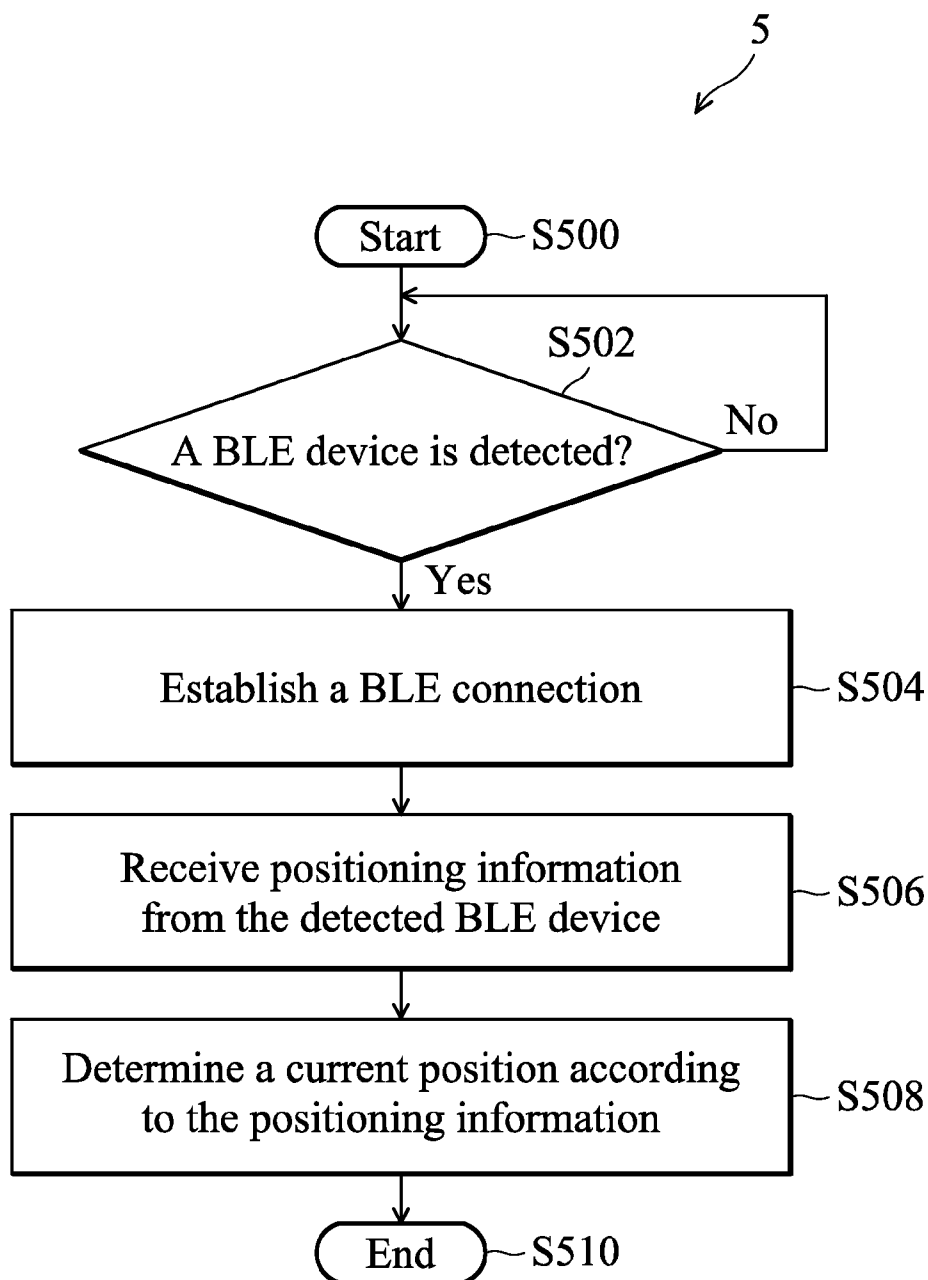 5
Start
S500
S502
A BLE device is detected?
No
Yes
Establish a BLE connection
S504
Receive positioning information
from the detected BLE device
S506
Determine a current position according
to the positioning information
S508
End
S510